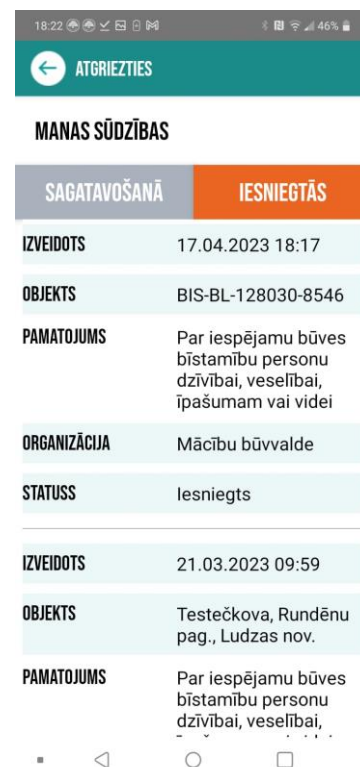 18:22 46%
ATGRIEZTIES
MANAS SŪDZĪBAS
SAGATAVOŠANĀ IESNIEGTĀS
IZVEIDOTS 17.04.2023 18:17
OBJEKTS BIS-BL-128030-8546
PAMATOJUMS Par iespējamu būves
bīstamību personu
dzīvībai, veselībai,
īpašumam vai videi
ORGANIZĀCIJA Mācību būvvalde
STATUSS Iesniegts
IZVEIDOTS 21.03.2023 09:59
OBJEKTS Testečkova, Rundēnu
pag., Ludzas nov.
PAMATOJUMS Par iespējamu būves
bīstamību personu
dzīvībai, veselībai,